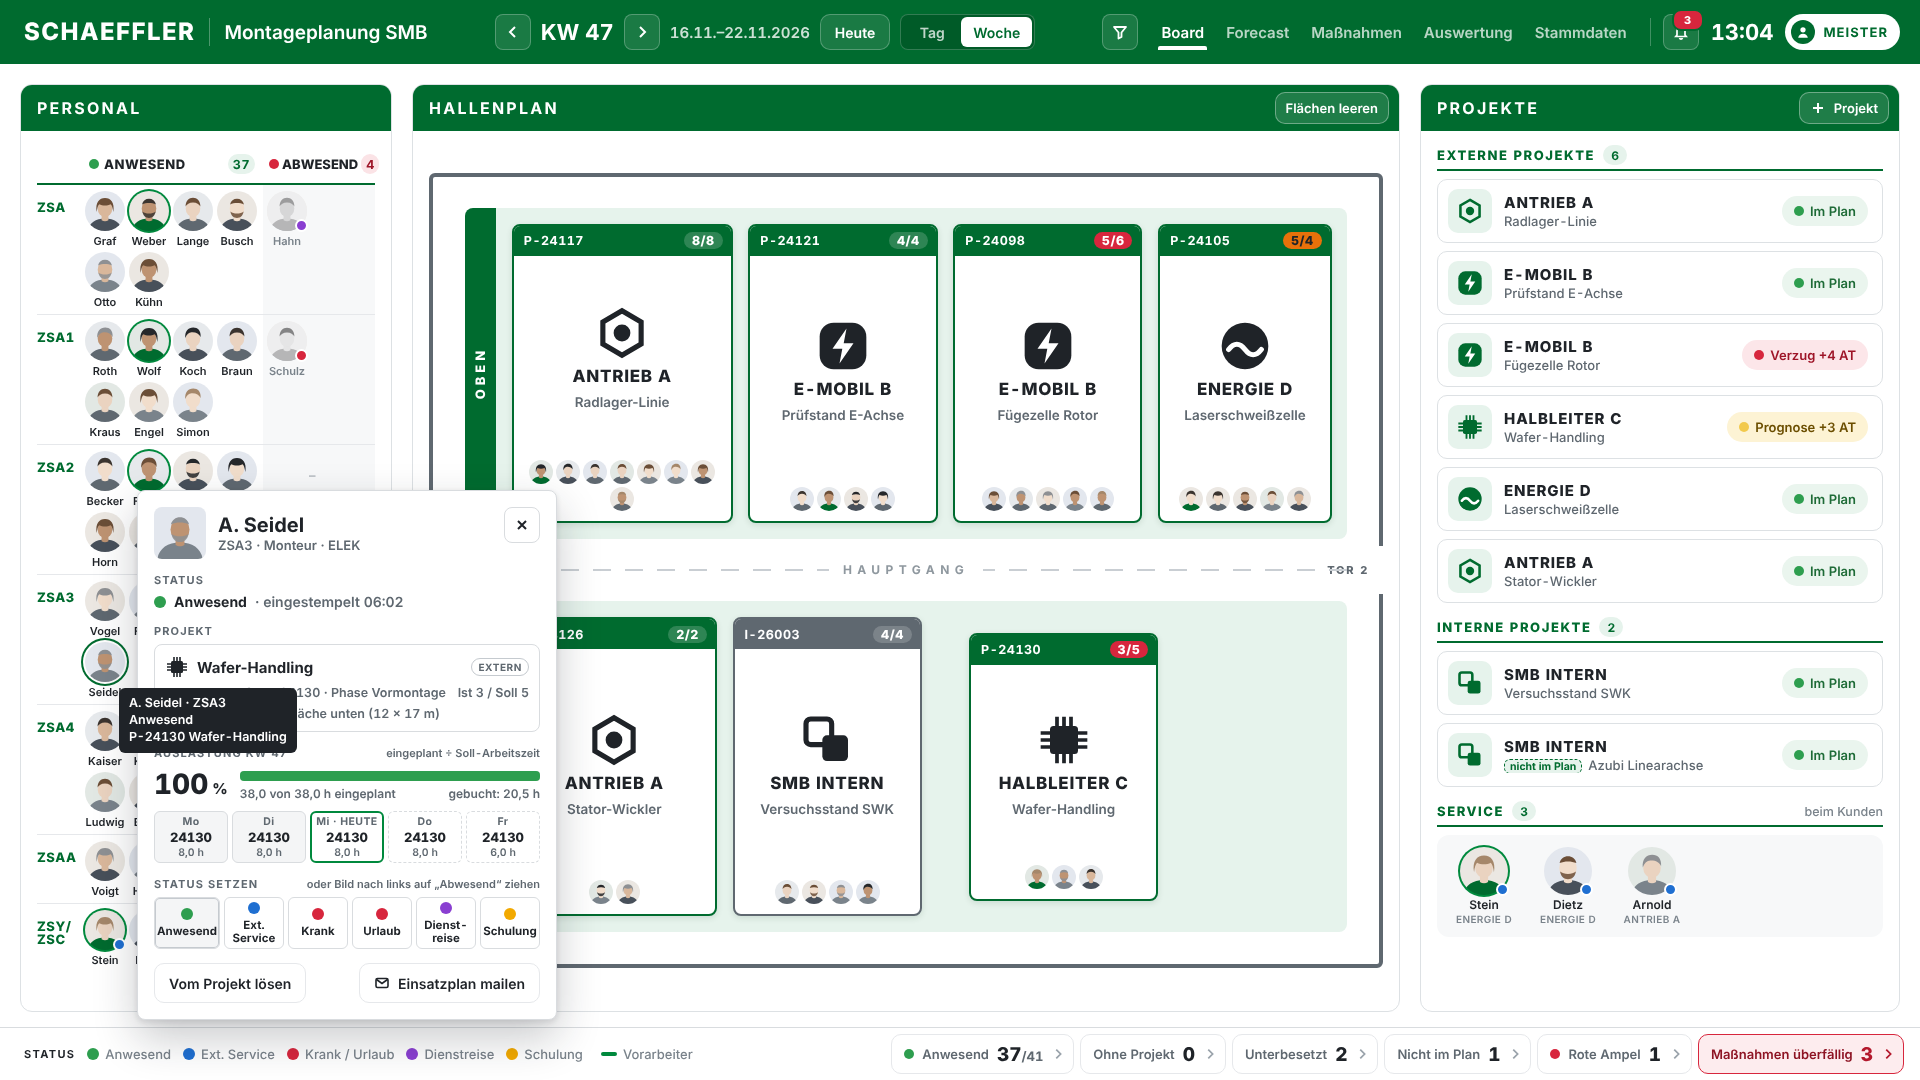 SCHAEFFLER
Montageplanung SMB
KW 47
16.11.–22.11.2026
Heute
Tag
Woche
Board
Forecast
Maßnahmen
Auswertung
Stammdaten
3
13:04
MEISTER
PERSONAL
ANWESEND 37
ABWESEND 4
ZSA
Graf Weber Lange Busch Hahn
Otto Kühn
ZSA1
Roth Wolf Koch Braun Schulz
Kraus Engel Simon
ZSA2
–
Becker
Horn
ZSA3
Vogel
Seidel
ZSA4
Kaiser
Ludwig
ZSAA
Voigt
ZSY/
ZSC
Stein
A. Seidel · ZSA3
Anwesend
P-24130 Wafer-Handling
A. Seidel
ZSA3 · Monteur · ELEK
STATUS
Anwesend · eingestempelt 06:02
PROJEKT
Wafer-Handling
EXTERN
130 · Phase Vormontage Ist 3 / Soll 5
äche unten (12 × 17 m)
AUSLASTUNG KW 47
eingeplant ÷ Soll-Arbeitszeit
100 %
38,0 von 38,0 h eingeplant
gebucht: 20,5 h
Mo Di Mi · HEUTE Do Fr
24130 24130 24130 24130 24130
8,0 h 8,0 h 8,0 h 8,0 h 6,0 h
STATUS SETZEN
oder Bild nach links auf „Abwesend“ ziehen
Anwesend
Ext.
Service
Krank
Urlaub
Dienst-
reise
Schulung
Vom Projekt lösen
Einsatzplan mailen
HALLENPLAN
Flächen leeren
OBEN
P-24117 8/8
ANTRIEB A
Radlager-Linie
P-24121 4/4
E-MOBIL B
Prüfstand E-Achse
P-24098 5/6
E-MOBIL B
Fügezelle Rotor
P-24105 5/4
ENERGIE D
Laserschweißzelle
HAUPTGANG
TOR 2
126 2/2
ANTRIEB A
Stator-Wickler
I-26003 4/4
SMB INTERN
Versuchsstand SWK
P-24130 3/5
HALBLEITER C
Wafer-Handling
PROJEKTE
+ Projekt
EXTERNE PROJEKTE 6
ANTRIEB A
Radlager-Linie
Im Plan
E-MOBIL B
Prüfstand E-Achse
Im Plan
E-MOBIL B
Fügezelle Rotor
Verzug +4 AT
HALBLEITER C
Wafer-Handling
Prognose +3 AT
ENERGIE D
Laserschweißzelle
Im Plan
ANTRIEB A
Stator-Wickler
Im Plan
INTERNE PROJEKTE 2
SMB INTERN
Versuchsstand SWK
Im Plan
SMB INTERN
nicht im Plan Azubi Linearachse
Im Plan
SERVICE 3
beim Kunden
Stein Dietz Arnold
ENERGIE D ENERGIE D ANTRIEB A
STATUS Anwesend Ext. Service Krank / Urlaub Dienstreise Schulung Vorarbeiter
Anwesend 37/41
Ohne Projekt 0
Unterbesetzt 2
Nicht im Plan 1
Rote Ampel 1
Maßnahmen überfällig 3